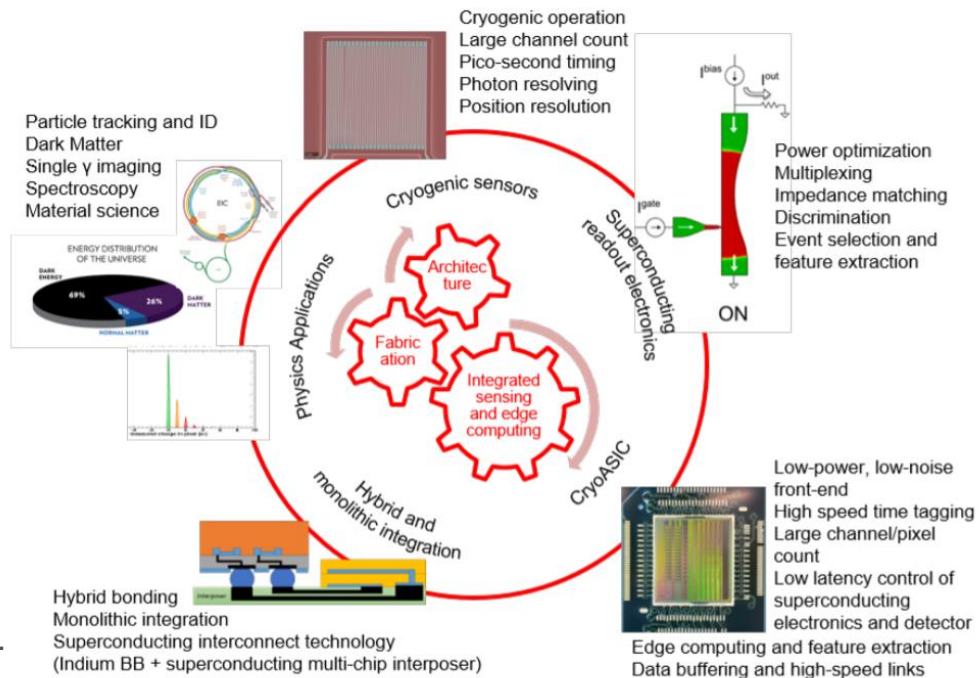 Cryogenic operation
Large channel count
Pico-second timing
Photon resolving
Position resolution
Particle tracking and ID
Dark Matter
Single γ imaging
Spectroscopy
Material science
EIC
ENERGY DISTRIBUTION
OF THE UNIVERSE
DARK
ENERGY
69%
26%
DARK
MATTER
5%
NORMAL MATTER
Physics Applications
Cryogenic sensors
Superconducting
readout electronics
CryoASIC
Hybrid and
monolithic integration
Architec
ture
Fabric
ation
Integrated
sensing
and edge
computing
Ibias
Iout
Igate
ON
Power optimization
Multiplexing
Impedance matching
Discrimination
Event selection and
feature extraction
Low-power, low-noise
front-end
High speed time tagging
Large channel/pixel
count
Low latency control of
superconducting
electronics and detector
Edge computing and feature extraction
Data buffering and high-speed links
Interposer
Hybrid bonding
Monolithic integration
Superconducting interconnect technology
(Indium BB + superconducting multi-chip interposer)